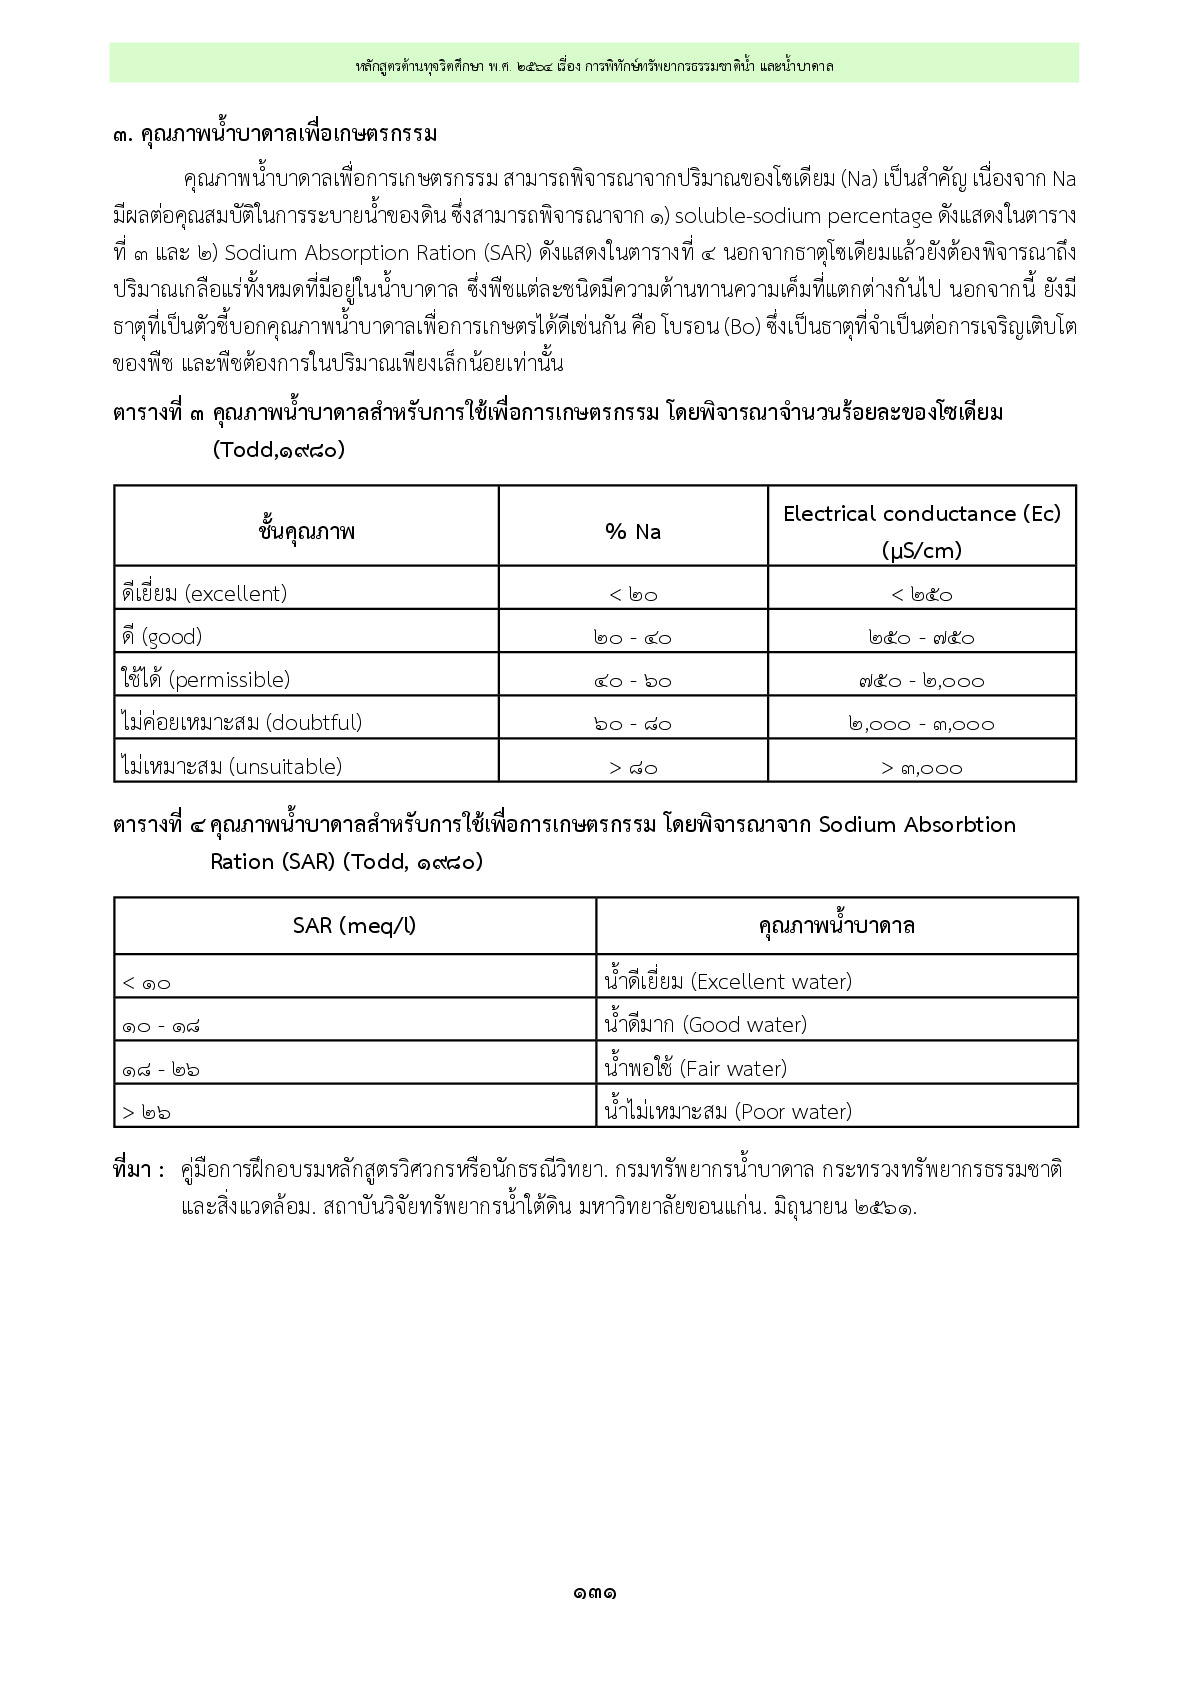 หลักสูตรต้านทุจริตศึกษา พ.ศ. ๒๕๖๔ เรื่อง การพิทักษ์ทรัพยากรธรรมชาติน้ำ และน้ำบาดาล
๓. คุณภาพน้ำบาดาลเพื่อเกษตรกรรม
คุณภาพน้ำบาดาลเพื่อการเกษตรกรรม สามารถพิจารณาจากปริมาณของโซเดียม (Na) เป็นสำคัญ เนื่องจาก Na
มีผลต่อคุณสมบัติในการระบายน้ำของดิน ซึ่งสามารถพิจารณาจาก ๑) soluble-sodium percentage ดังแสดงในตาราง
ที่ ๓ และ ๒) Sodium Absorption Ration (SAR) ดังแสดงในตารางที่ ๔ นอกจากธาตุโซเดียมแล้วยังต้องพิจารณาถึง
ปริมาณเกลือแร่ทั้งหมดที่มีอยู่ในน้ำบาดาล ซึ่งพืชแต่ละชนิดมีความต้านทานความเค็มที่แตกต่างกันไป นอกจากนี้ ยังมี
ธาตุที่เป็นตัวชี้บอกคุณภาพน้ำบาดาลเพื่อการเกษตรได้ดีเช่นกัน คือ โบรอน (Bo) ซึ่งเป็นธาตุที่จำเป็นต่อการเจริญเติบโต
ของพืช และพืชต้องการในปริมาณเพียงเล็กน้อยเท่านั้น
ตารางที่ ๓ คุณภาพน้ำบาดาลสำหรับการใช้เพื่อการเกษตรกรรม โดยพิจารณาจำนวนร้อยละของโซเดียม
(Todd,๑๙๘๐)
ชั้นคุณภาพ % Na Electrical conductance (Ec)
(µS/cm)
ดีเยี่ยม (excellent) < ๒๐ < ๒๕๐
ดี (good) ๒๐ - ๔๐ ๒๕๐ - ๗๕๐
ใช้ได้ (permissible) ๔๐ - ๖๐ ๗๕๐ - ๒,๐๐๐
ไม่ค่อยเหมาะสม (doubtful) ๖๐ - ๘๐ ๒,๐๐๐ - ๓,๐๐๐
ไม่เหมาะสม (unsuitable) > ๘๐ > ๓,๐๐๐
ตารางที่ ๔ คุณภาพน้ำบาดาลสำหรับการใช้เพื่อการเกษตรกรรม โดยพิจารณาจาก Sodium Absorbtion
Ration (SAR) (Todd, ๑๙๘๐)
SAR (meq/l) คุณภาพน้ำบาดาล
< ๑๐ น้ำดีเยี่ยม (Excellent water)
๑๐ - ๑๘ น้ำดีมาก (Good water)
๑๘ - ๒๖ น้ำพอใช้ (Fair water)
> ๒๖ น้ำไม่เหมาะสม (Poor water)
ที่มา : คู่มือการฝึกอบรมหลักสูตรวิศวกรหรือนักธรณีวิทยา. กรมทรัพยากรน้ำบาดาล กระทรวงทรัพยากรธรรมชาติ
และสิ่งแวดล้อม. สถาบันวิจัยทรัพยากรน้ำใต้ดิน มหาวิทยาลัยขอนแก่น. มิถุนายน ๒๕๖๑.
๑๓๑